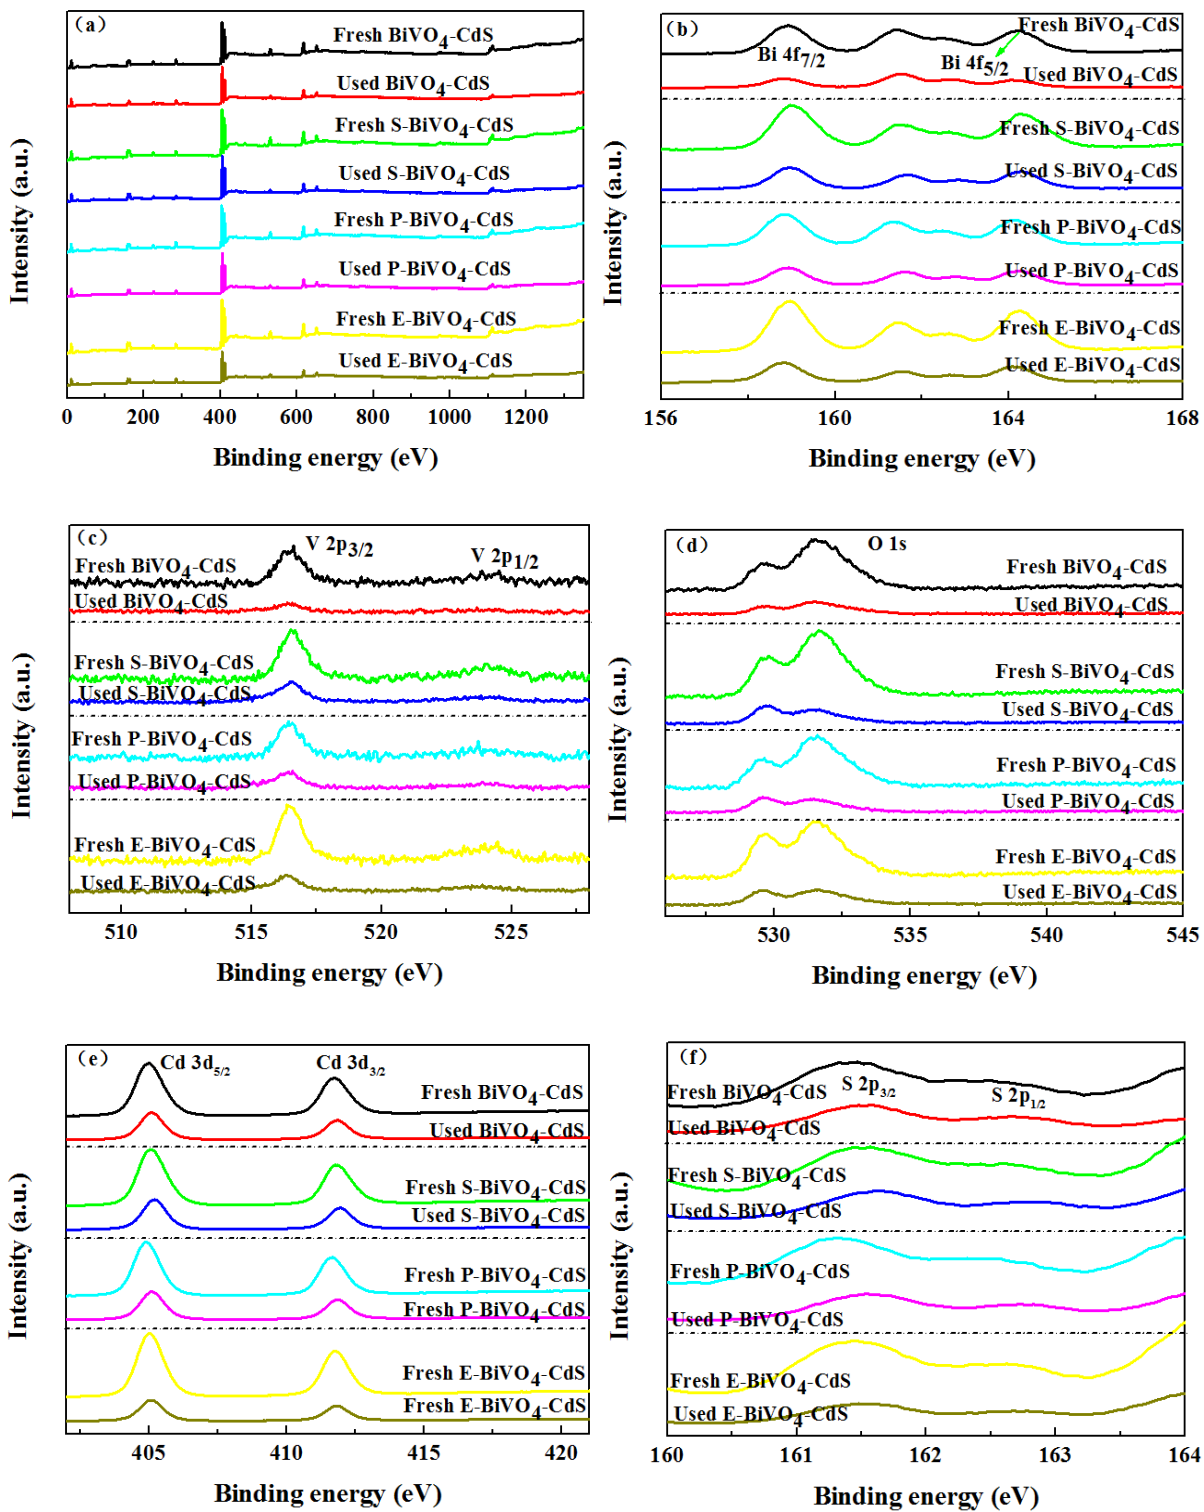 (a)
Fresh BiVO4-CdS
Used BiVO4-CdS
Fresh S-BiVO4-CdS
Used S-BiVO4-CdS
Fresh P-BiVO4-CdS
Used P-BiVO4-CdS
Fresh E-BiVO4-CdS
Used E-BiVO4-CdS
0 200 400 600 800 1000 1200
Binding energy (eV)
Intensity (a.u.)
(b)
Fresh BiVO4-CdS
Bi 4f7/2
Bi 4f5/2
Used BiVO4-CdS
Fresh S-BiVO4-CdS
Used S-BiVO4-CdS
Fresh P-BiVO4-CdS
Used P-BiVO4-CdS
Fresh E-BiVO4-CdS
Used E-BiVO4-CdS
156 160 164 168
Binding energy (eV)
Intensity (a.u.)
(c)
V 2p3/2
V 2p1/2
Fresh BiVO4-CdS
Used BiVO4-CdS
Fresh S-BiVO4-CdS
Used S-BiVO4-CdS
Fresh P-BiVO4-CdS
Used P-BiVO4-CdS
Fresh E-BiVO4-CdS
Used E-BiVO4-CdS
510 515 520 525
Binding energy (eV)
Intensity (a.u.)
(d)
O 1s
Fresh BiVO4-CdS
Used BiVO4-CdS
Fresh S-BiVO4-CdS
Used S-BiVO4-CdS
Fresh P-BiVO4-CdS
Used P-BiVO4-CdS
Fresh E-BiVO4-CdS
Used E-BiVO4-CdS
530 535 540 545
Binding energy (eV)
Intensity (a.u.)
(e)
Cd 3d5/2
Cd 3d3/2
Fresh BiVO4-CdS
Used BiVO4-CdS
Fresh S-BiVO4-CdS
Used S-BiVO4-CdS
Fresh P-BiVO4-CdS
Fresh P-BiVO4-CdS
Fresh E-BiVO4-CdS
Fresh E-BiVO4-CdS
405 410 415 420
Binding energy (eV)
Intensity (a.u.)
(f)
S 2p3/2
S 2p1/2
Fresh BiVO4-CdS
Used BiVO4-CdS
Fresh S-BiVO4-CdS
Used S-BiVO4-CdS
Fresh P-BiVO4-CdS
Used P-BiVO4-CdS
Fresh E-BiVO4-CdS
Used E-BiVO4-CdS
160 161 162 163 164
Binding energy (eV)
Intensity (a.u.)